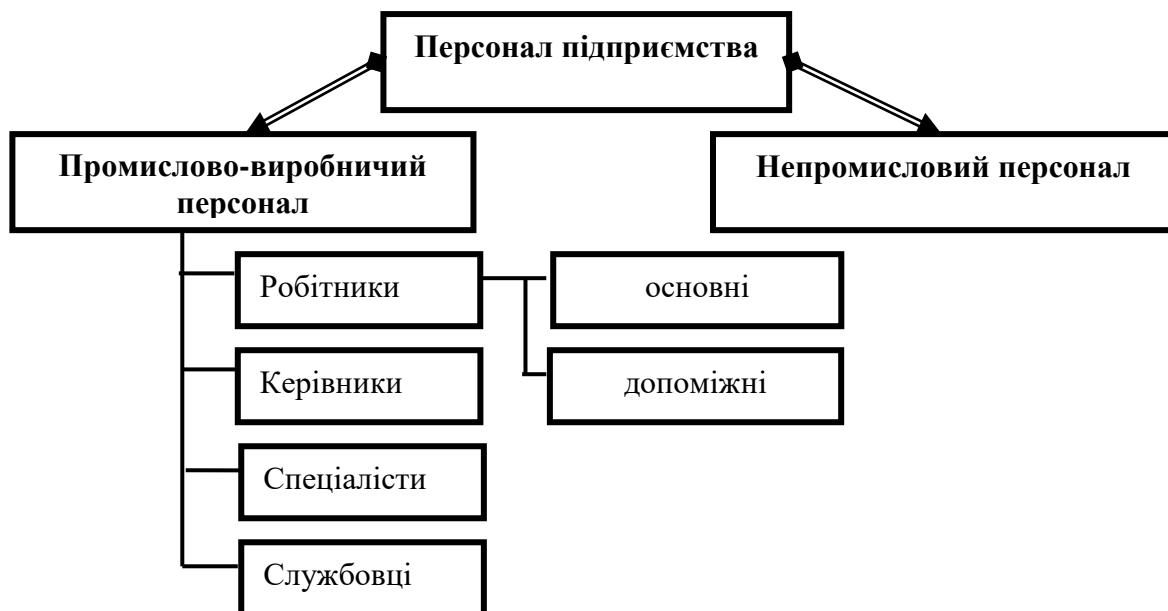 Персонал підприємства
Промислово-виробничий
персонал
Непромисловий персонал
Робітники
основні
Керівники
допоміжні
Спеціалісти
Службовці